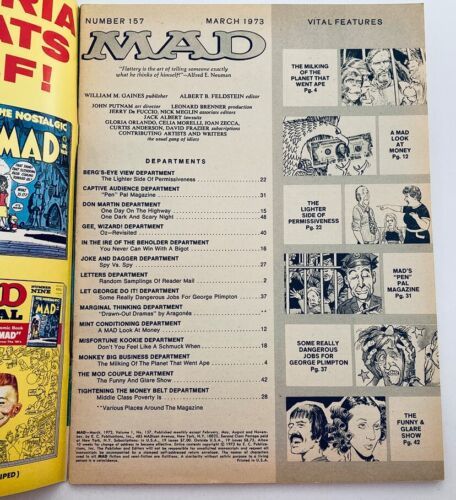 RIA
ATS
F!
THE NOSTALGIC
MAD
MAD
AL
omic Book
"MAD"
UPED)
NUMBER 157 MARCH 1973
MAD
"Flattery is the art of telling someone exactly
what he thinks of himself!"—Alfred E. Neuman
WILLIAM M. GAINES publisher ALBERT B. FELDSTEIN editor
JOHN PUTNAM art director LEONARD BRENNER production
JERRY DE FUCCIO, NICK MEGLIN associate editors
JACK ALBERT lawsuits
GLORIA ORLANDO, CELIA MORELLI, JOAN ZECCA,
CURTIS ANDERSON, DAVID FRAZIER subscriptions
CONTRIBUTING ARTISTS AND WRITERS
the usual gang of idiots
DEPARTMENTS
BERG'S-EYE VIEW DEPARTMENT
The Lighter Side Of Permissiveness 22
CAPTIVE AUDIENCE DEPARTMENT
"Pen" Pal Magazine 31
DON MARTIN DEPARTMENT
One Day On The Highway 15
One Dark And Scary Night 48
GEE, WIZARD! DEPARTMENT
Oz—Revisited 40
IN THE IRE OF THE BEHOLDER DEPARTMENT
You Never Can Win With A Bigot 18
JOKE AND DAGGER DEPARTMENT
Spy Vs. Spy 27
LETTERS DEPARTMENT
Random Samplings Of Reader Mail 2
LET GEORGE DO IT! DEPARTMENT
Some Really Dangerous Jobs For George Plimpton 37
MARGINAL THINKING DEPARTMENT
"Drawn-Out Dramas" by Aragonés **
MINT CONDITIONING DEPARTMENT
A MAD Look At Money 12
MISFORTUNE KOOKIE DEPARTMENT
Don't You Feel Like A Schmuck When 18
MONKEY BIG BUSINESS DEPARTMENT
The Milking Of The Planet That Went Ape 4
THE MOD COUPLE DEPARTMENT
The Funny And Glare Show 42
TIGHTENING THE MONEY BELT DEPARTMENT
Middle Class Poverty Is 28
**Various Places Around The Magazine
VITAL FEATURES
THE MILKING
OF THE
PLANET THAT
WENT APE
Pg. 4
A MAD
LOOK AT
MONEY
Pg. 12
THE
LIGHTER
SIDE OF
PERMISSIVENESS
Pg. 22
MAD'S
"PEN"
PAL
MAGAZINE
Pg. 31
SOME REALLY
DANGEROUS
JOBS FOR
GEORGE PLIMPTON
Pg. 37
THE
FUNNY &
GLARE
SHOW
Pg. 42